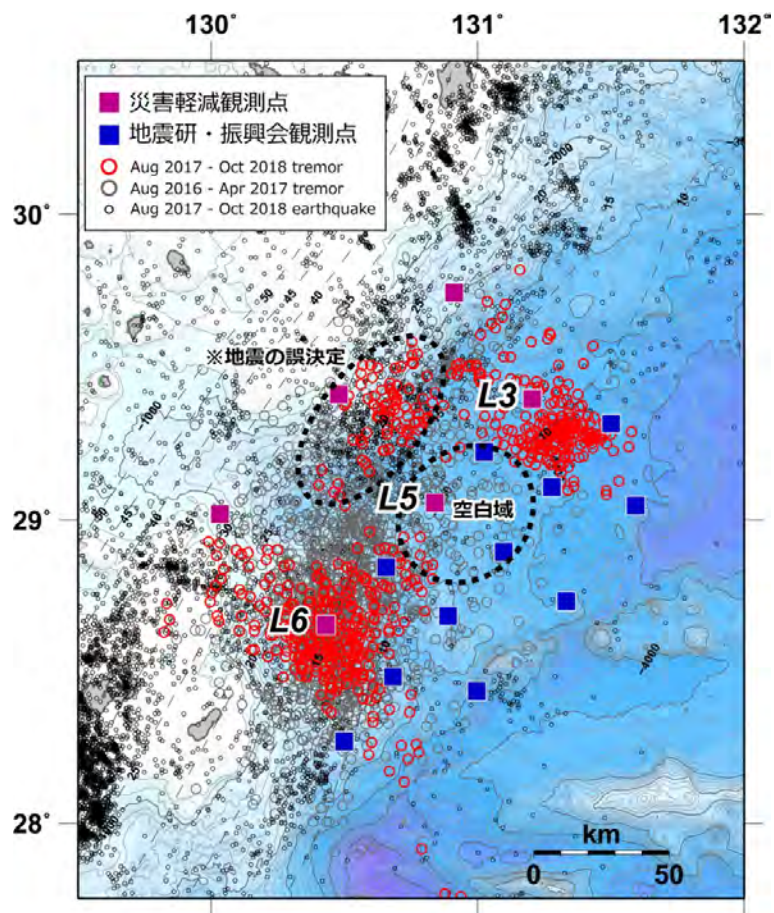 130° 131° 132°
災害軽減観測点
地震研・振興会観測点
Aug 2017 - Oct 2018 tremor
Aug 2016 - Apr 2017 tremor
Aug 2017 - Oct 2018 earthquake
-2000
30°
※地震の誤決定
L3
-1000
L5
空白域
29°
L6
-4000
28°
km
0 50